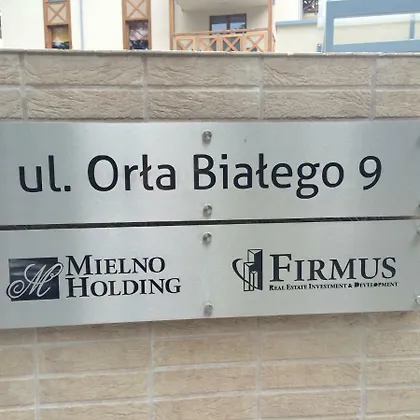 ul. Orła Białego 9
M MIELNO
HOLDING
FIRMUS
REAL ESTATE INVESTMENT & DEVELOPMENT